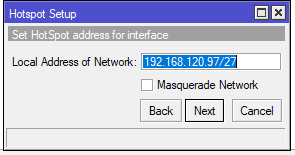 Hotspot Setup
Set HotSpot address for interface
Local Address of Network: 192.168.120.97/27
Masquerade Network
Back Next Cancel